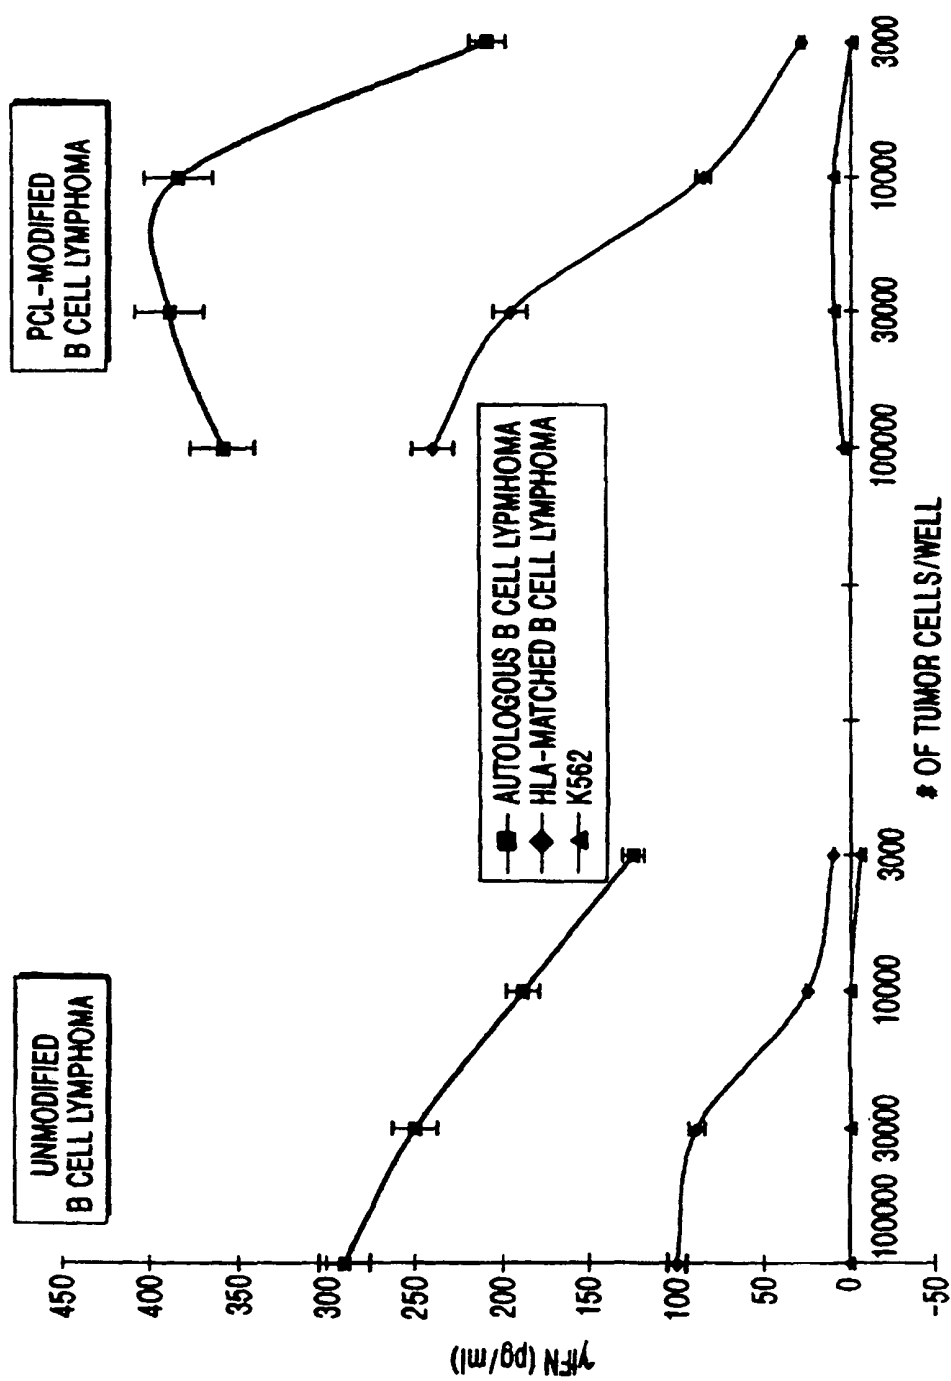 UNMODIFIED
B CELL LYMPHOMA
PCL-MODIFIED
B CELL LYMPHOMA
γIFN (pg/ml)
450
400
350
300
250
200
150
100
50
0
-50
AUTOLOGOUS B CELL LYPMHOMA
HLA-MATCHED B CELL LYMPHOMA
K562
100000 30000 10000 3000 100000 30000 10000 3000
# OF TUMOR CELLS/WELL